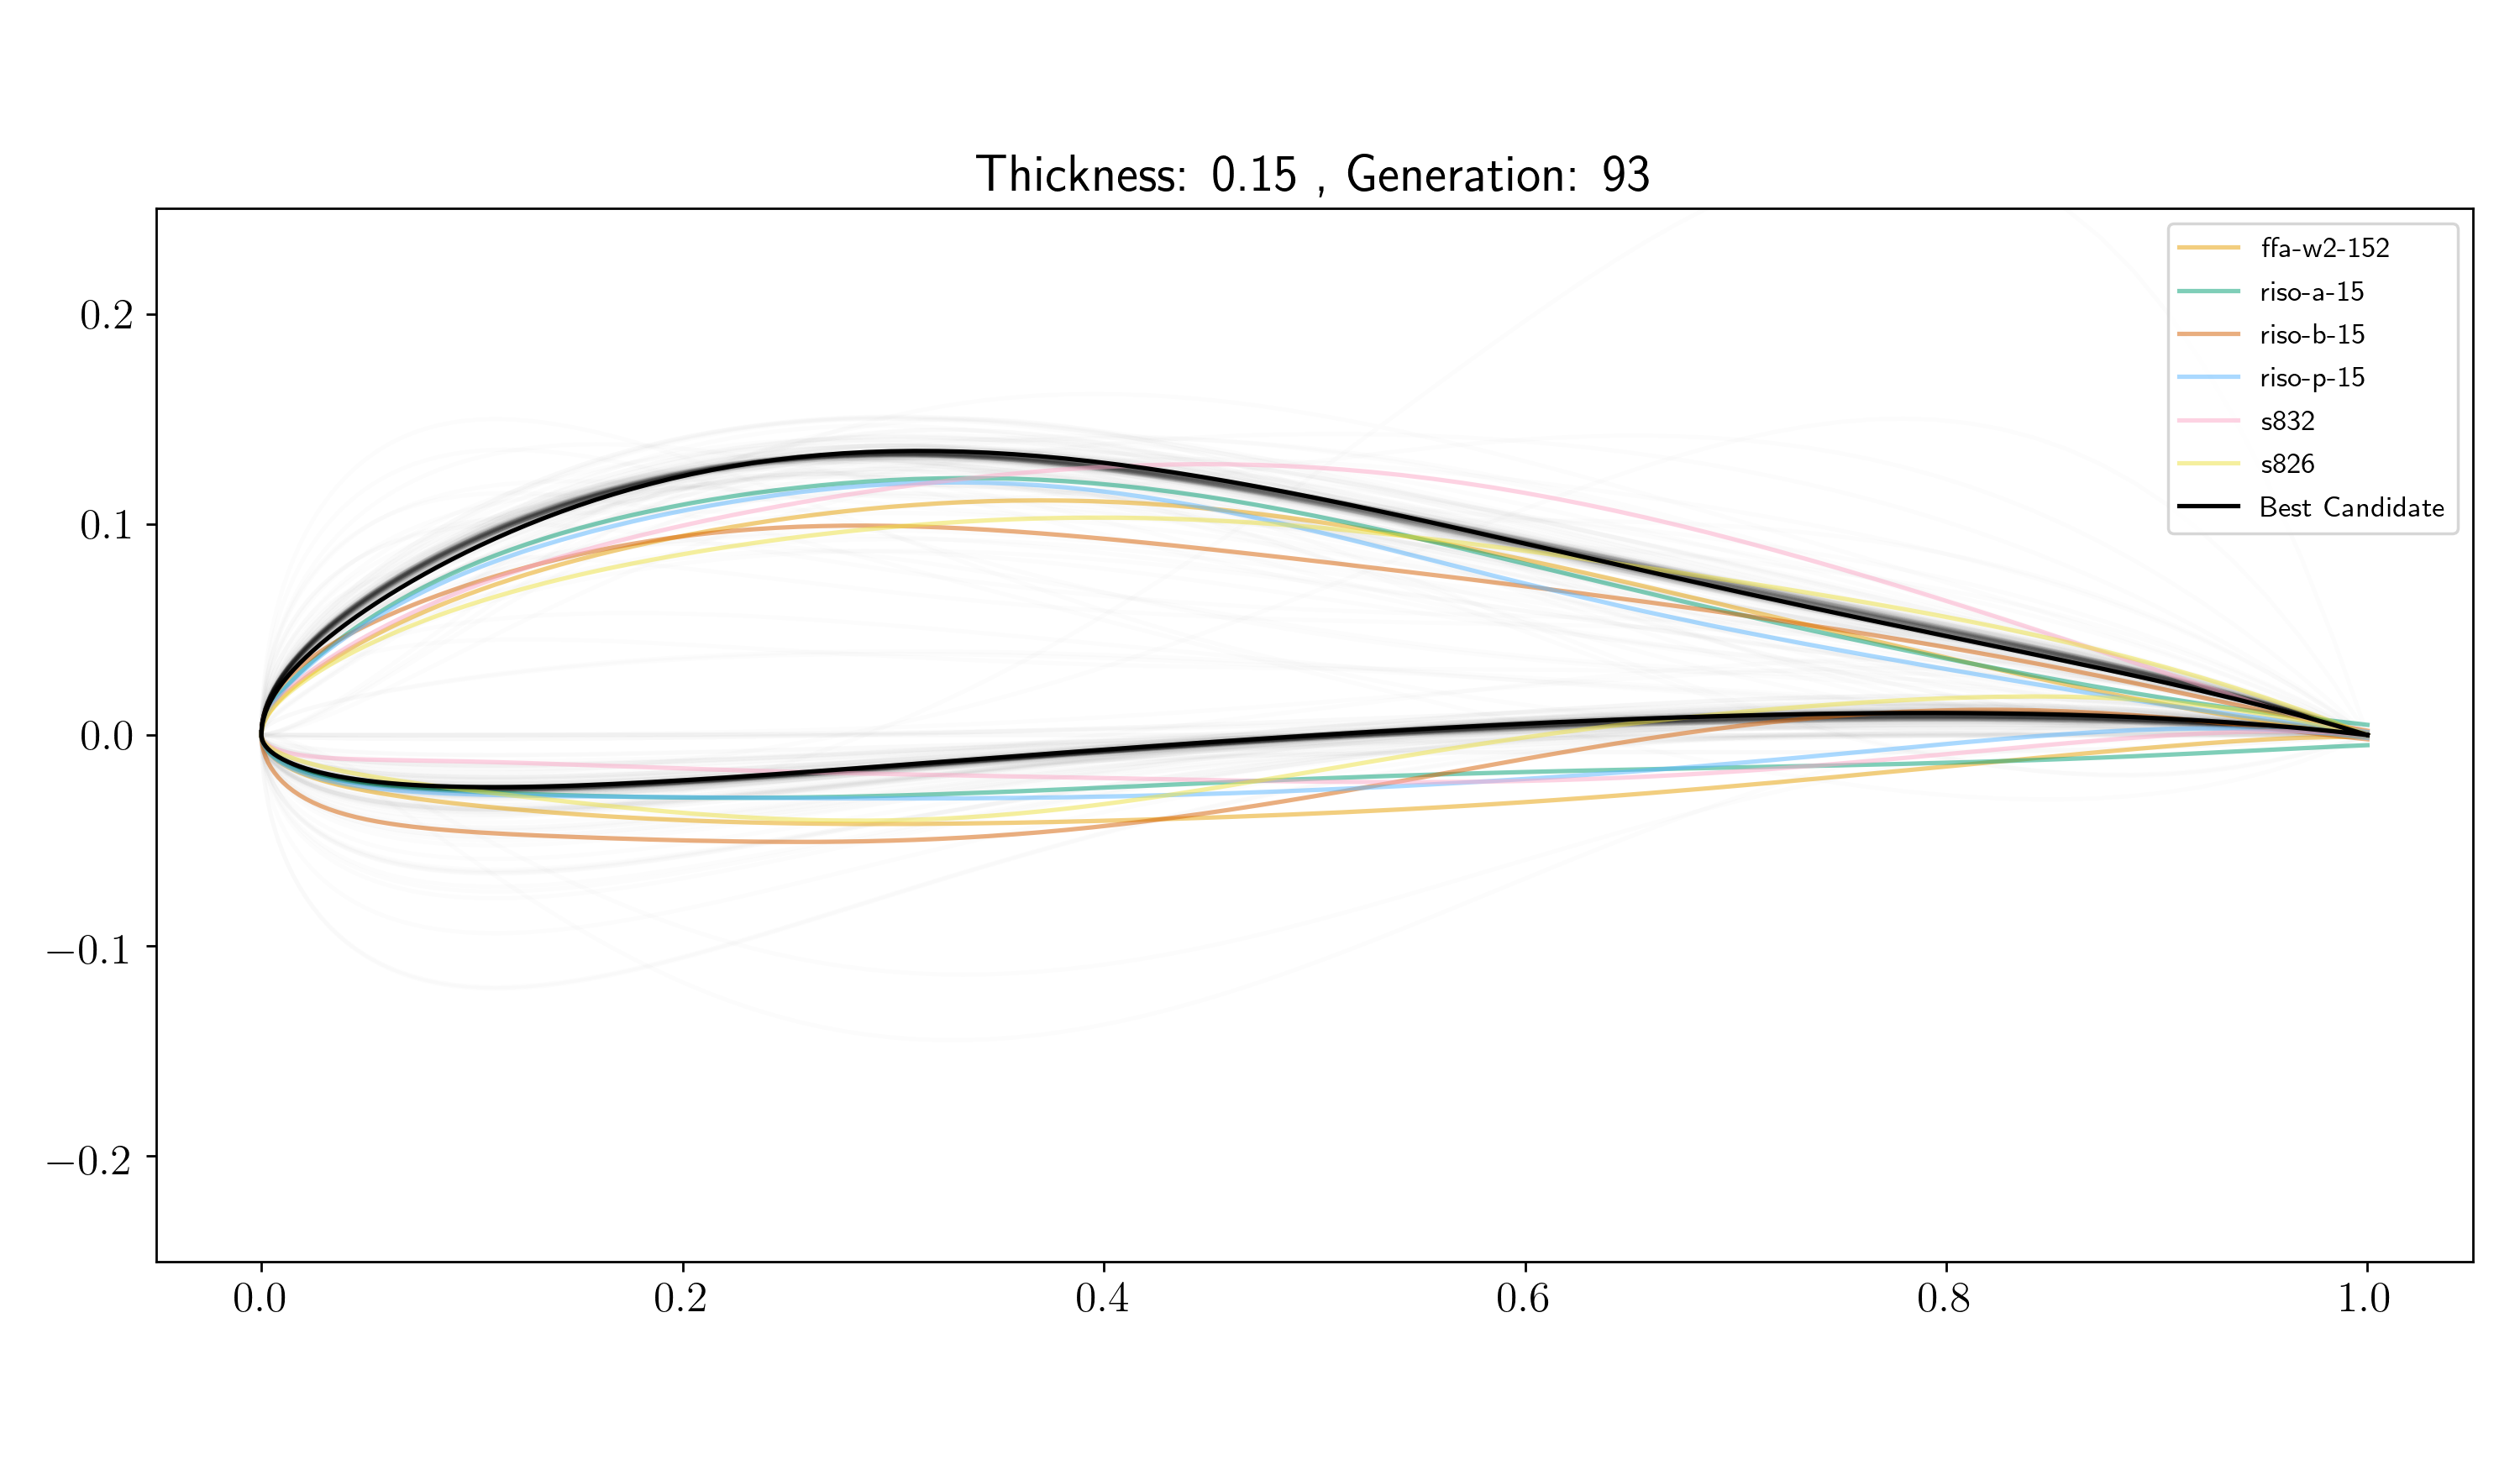 Thickness: 0.15 , Generation: 93
ffa-w2-152
riso-a-15
riso-b-15
riso-p-15
s832
s826
Best Candidate
0.2
0.1
0.0
−0.1
−0.2
0.0 0.2 0.4 0.6 0.8 1.0